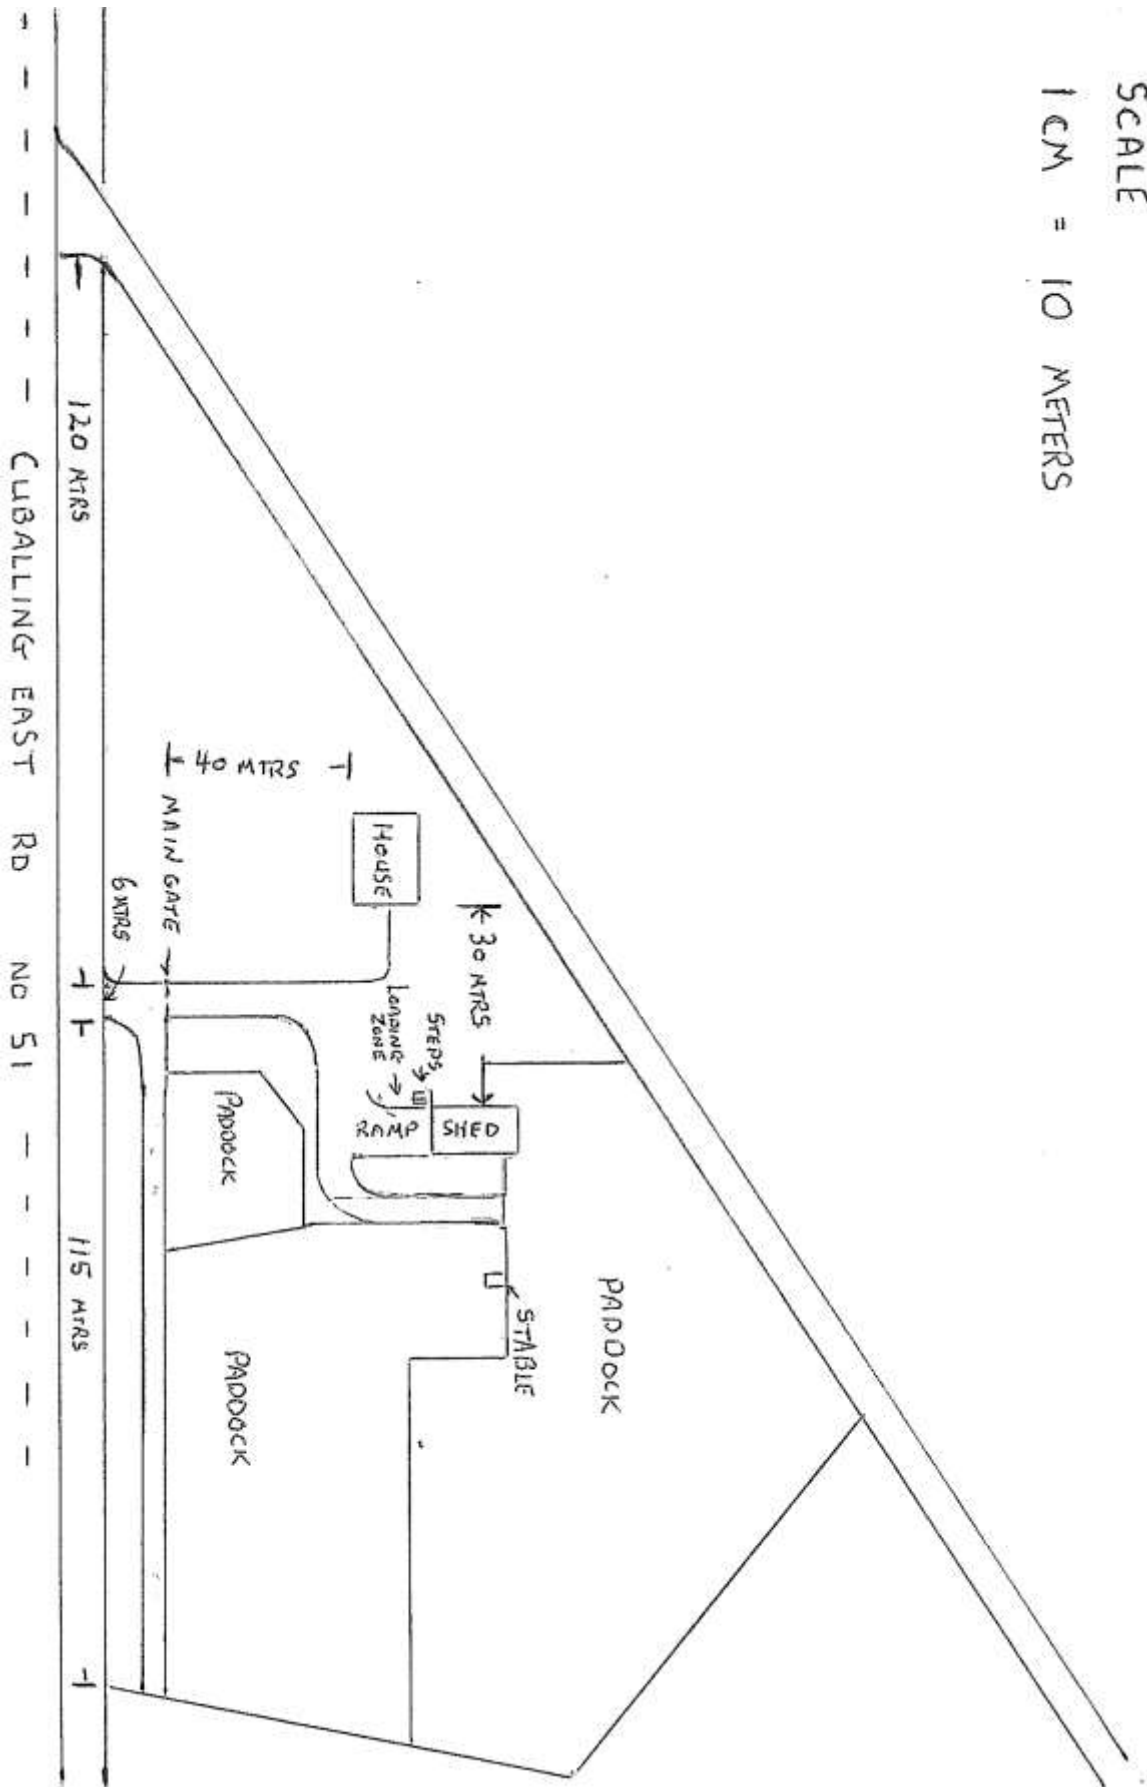 SCALE
1 CM = 10 METERS
120 MTRS
CUBALLING EAST RD NO 51
40 MTRS
MAIN GATE
6 MTRS
HOUSE
30 MTRS
STEPS
LOADING
ZONE
RAMP
SHED
PADDOCK
115 MTRS
STABLE
PADDOCK
PADDOCK